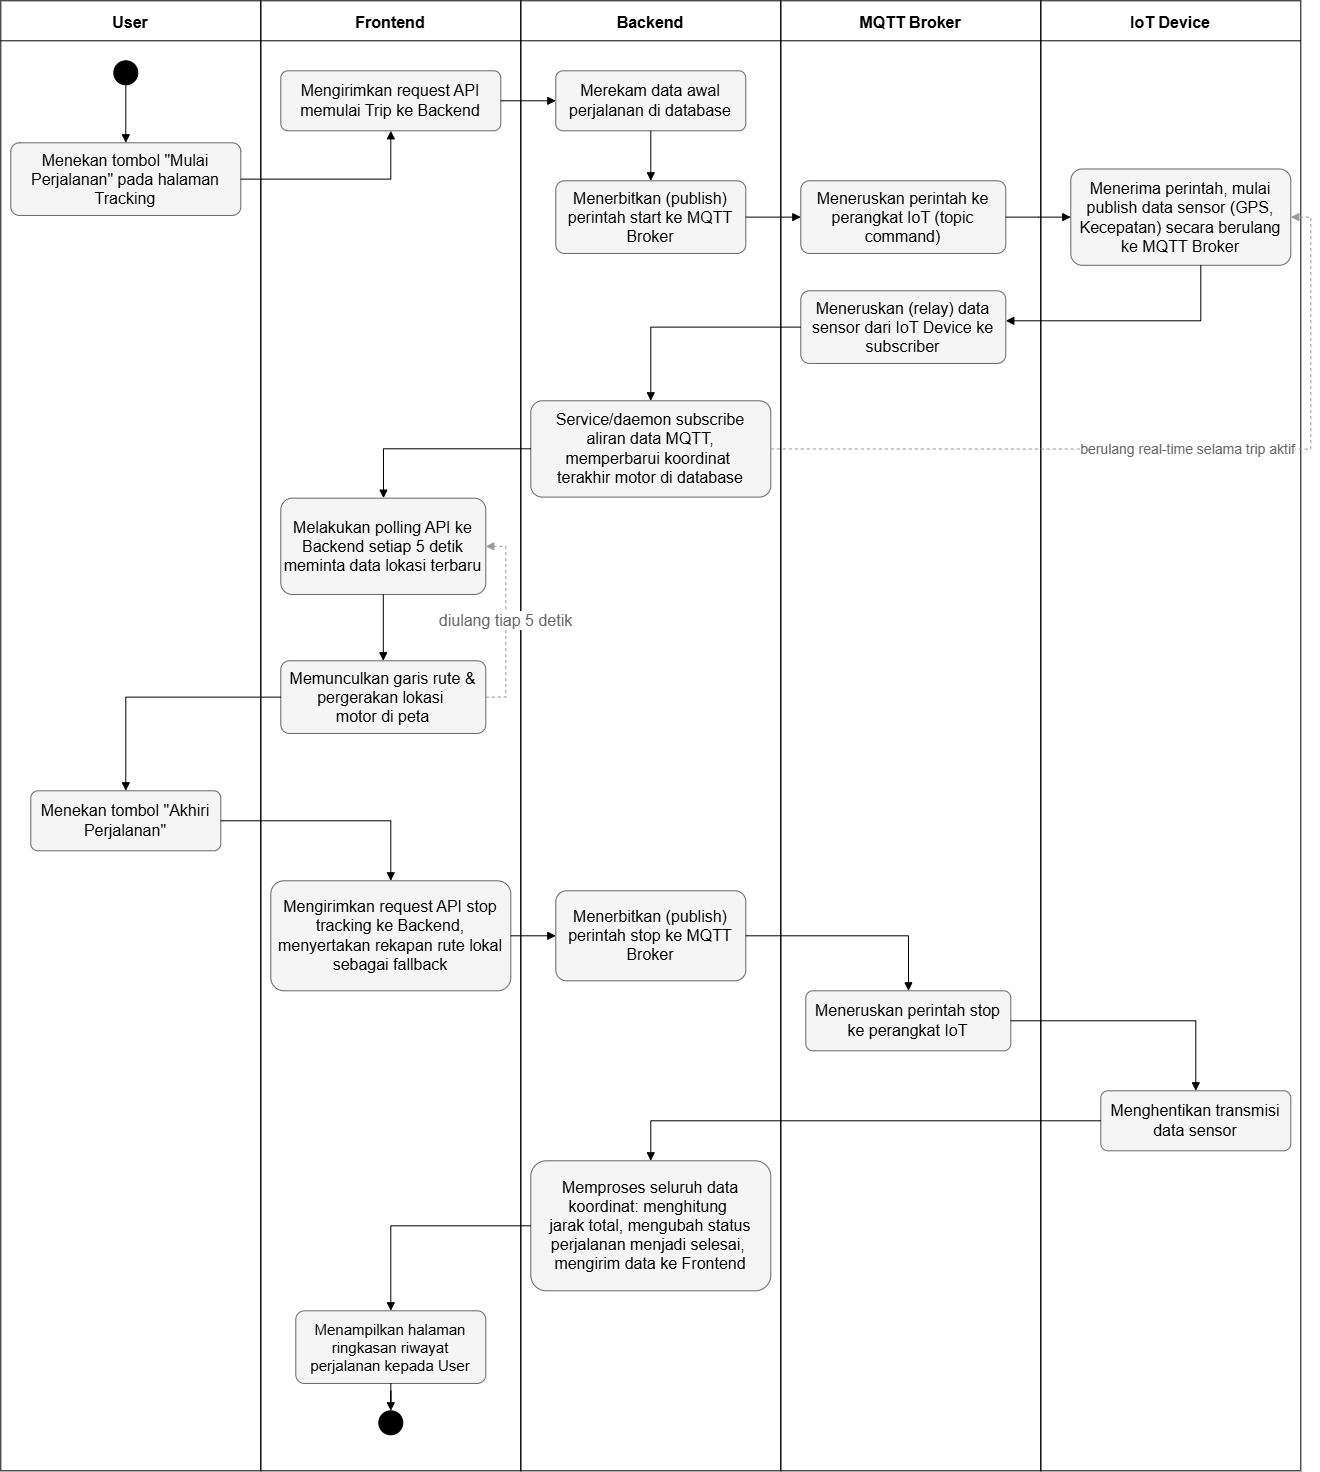 User
Frontend
Backend
MQTT Broker
IoT Device
Mengirimkan request API
memulai Trip ke Backend
Merekam data awal
perjalanan di database
Menekan tombol "Mulai
Perjalanan" pada halaman
Tracking
Menerbitkan (publish)
perintah start ke MQTT
Broker
Meneruskan perintah ke
perangkat IoT (topic
command)
Menerima perintah, mulai
publish data sensor (GPS,
Kecepatan) secara berulang
ke MQTT Broker
Meneruskan (relay) data
sensor dari IoT Device ke
subscriber
Service/daemon subscribe
aliran data MQTT,
memperbarui koordinat
terakhir motor di database
berulang real-time selama trip aktif
Melakukan polling API ke
Backend setiap 5 detik
meminta data lokasi terbaru
diulang tiap 5 detik
Memunculkan garis rute &
pergerakan lokasi
motor di peta
Menekan tombol "Akhiri
Perjalanan"
Mengirimkan request API stop
tracking ke Backend,
menyertakan rekapan rute lokal
sebagai fallback
Menerbitkan (publish)
perintah stop ke MQTT
Broker
Meneruskan perintah stop
ke perangkat IoT
Menghentikan transmisi
data sensor
Memproses seluruh data
koordinat: menghitung
jarak total, mengubah status
perjalanan menjadi selesai,
mengirim data ke Frontend
Menampilkan halaman
ringkasan riwayat
perjalanan kepada User